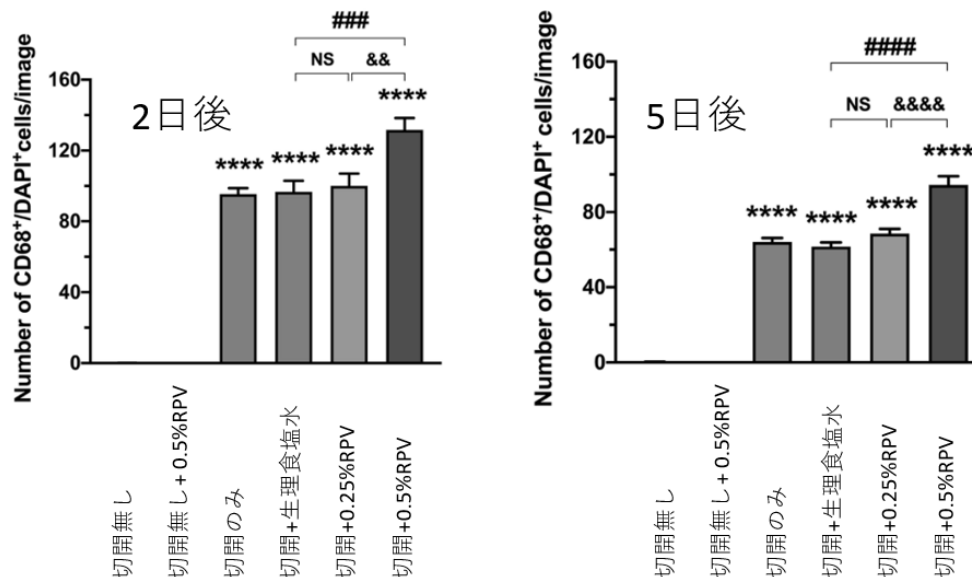 ###
NS
&&
160
120
80
40
0
2日後
****
****
****
****
Number of CD68⁺/DAPI⁺cells/image
切開無し
切開無し+ 0.5%RPV
切開のみ
切開+生理食塩水
切開+0.25%RPV
切開+0.5%RPV
####
NS
&&&&
160
120
80
40
0
5日後
****
****
****
****
Number of CD68⁺/DAPI⁺ cells/image
切開無し
切開無し+ 0.5%RPV
切開のみ
切開+生理食塩水
切開+0.25%RPV
切開+0.5%RPV